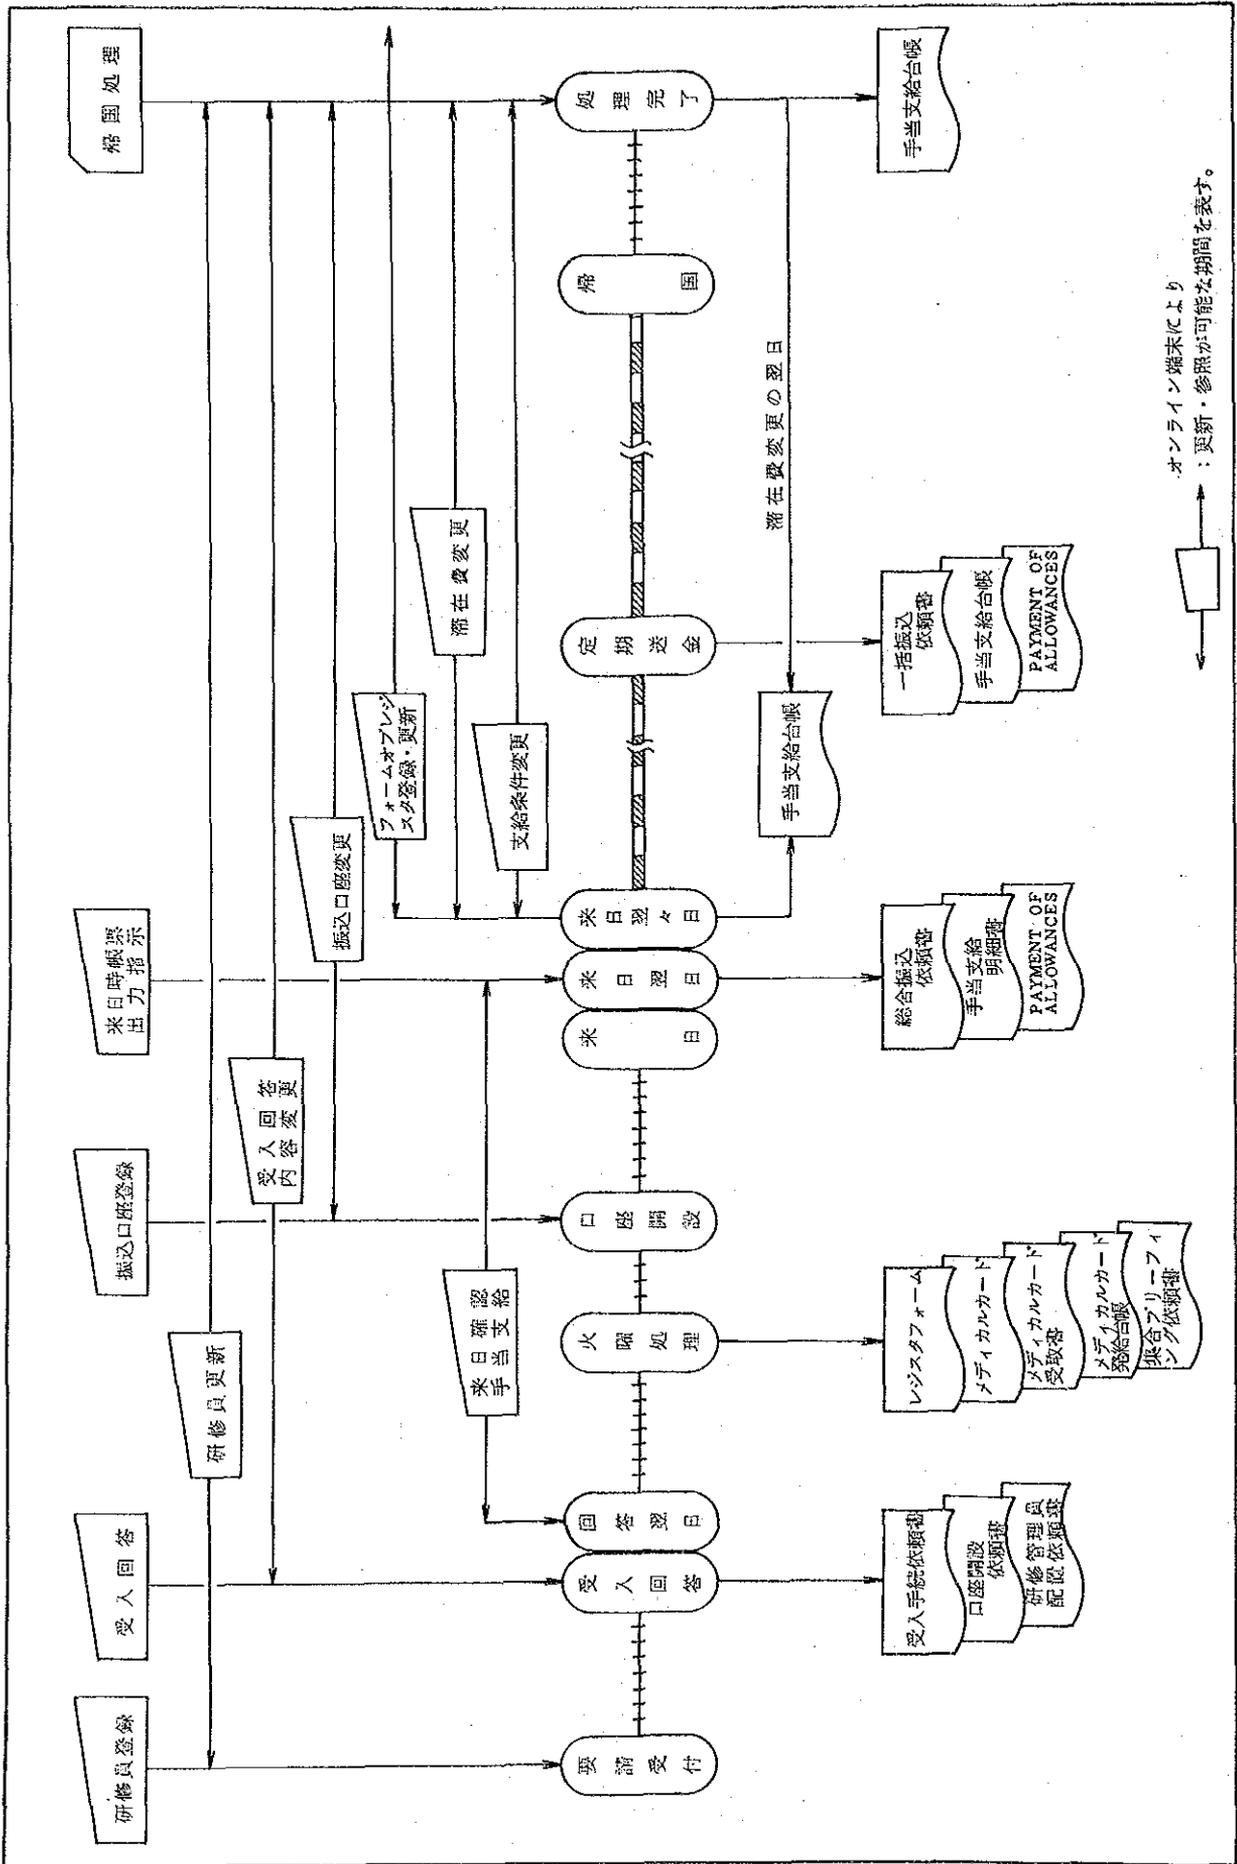 研修員登録
受入回答
振込口座登録
来日時帳票
出力指示
帰国処理
研修員更新
受入回答
内容変更
振込口座変更
フォームオブレジ
スタ登録・更新
滞在費変更
来日確認
手当支給
支給条件変更
要請受付
受入回答
回答翌日
火曜処理
口座開設
来日
来日翌日
来日翌々日
定期送金
帰国
処理完了
手当支給台帳
滞在費変更の翌日
受入手続依頼書
口座開設
依頼書
研修管理員
配置依頼書
レジスタフォーム
メディカルカード
メディカルカード
受取書
メディカルカード
発給台帳
集合ブリーフィ
ング依頼書
総合振込
依頼書
手当支給
明細書
PAYMENT OF
ALLOWANCES
一括振込
依頼書
手当支給台帳
PAYMENT OF
ALLOWANCES
手当支給台帳
オンライン端末により
：更新・参照が可能な期間を表す。